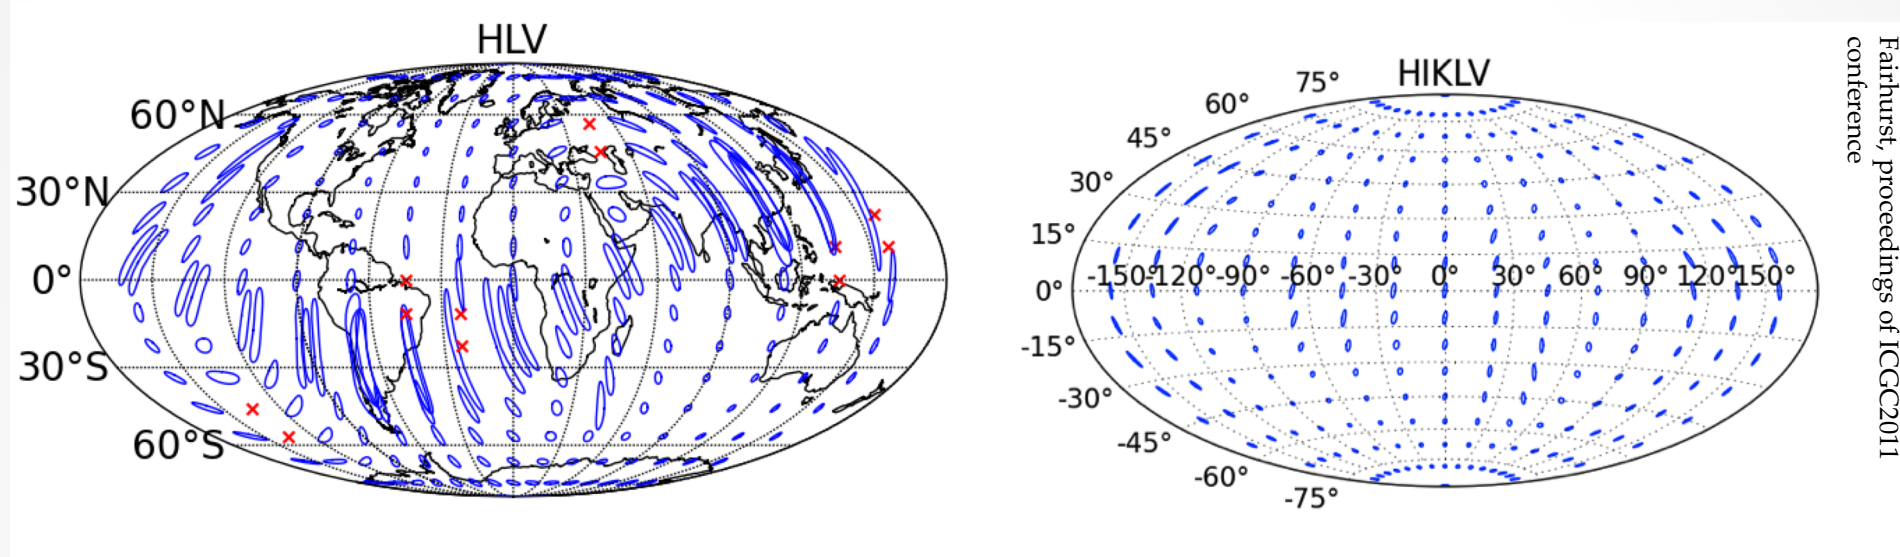 HLV
60°N
30°N
0°
30°S
60°S
HIKLV
75°
60°
45°
30°
15°
0°
-15°
-30°
-45°
-60°
-75°
-150° -120° -90° -60° -30° 0° 30° 60° 90° 120° 150°
Fairhurst, proceedings of ICGC2011
conference